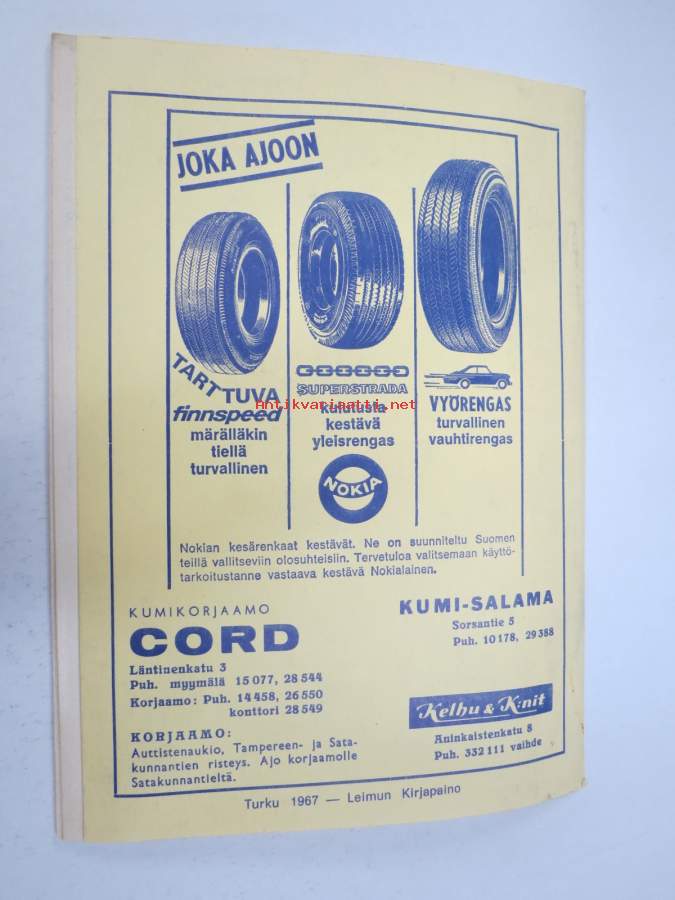 JOKA AJOON
TARTTUVA
finnspeed
märälläkin
tiellä
turvallinen
SUPERSTRADA
kulutusta
kestävä
yleisrengas
NOKIA
VYÖRENGAS
turvallinen
vauhtirengas
Antikvariaatti.net
Nokian kesärenkaat kestävät. Ne on suunniteltu Suomen
teillä vallitseviin olosuhteisiin. Tervetuloa valitsemaan käyttö-
tarkoitustanne vastaava kestävä Nokialainen.
KUMIKORJAAMO
CORD
Läntinenkatu 3
Puh. myymälä 15 077, 28 544
Korjaamo: Puh. 14 458, 26 550
konttori 28 549
KORJAAMO:
Auttistenaukio, Tampereen- ja Sata-
kunnantien risteys. Ajo korjaamolle
Satakunnantieltä.
KUMI-SALAMA
Sorsantie 5
Puh. 10 178, 29 388
Kelhu & K:nit
Aninkaistenkatu 8
Puh. 332 111 vaihde
Turku 1967 — Leimun Kirjapaino